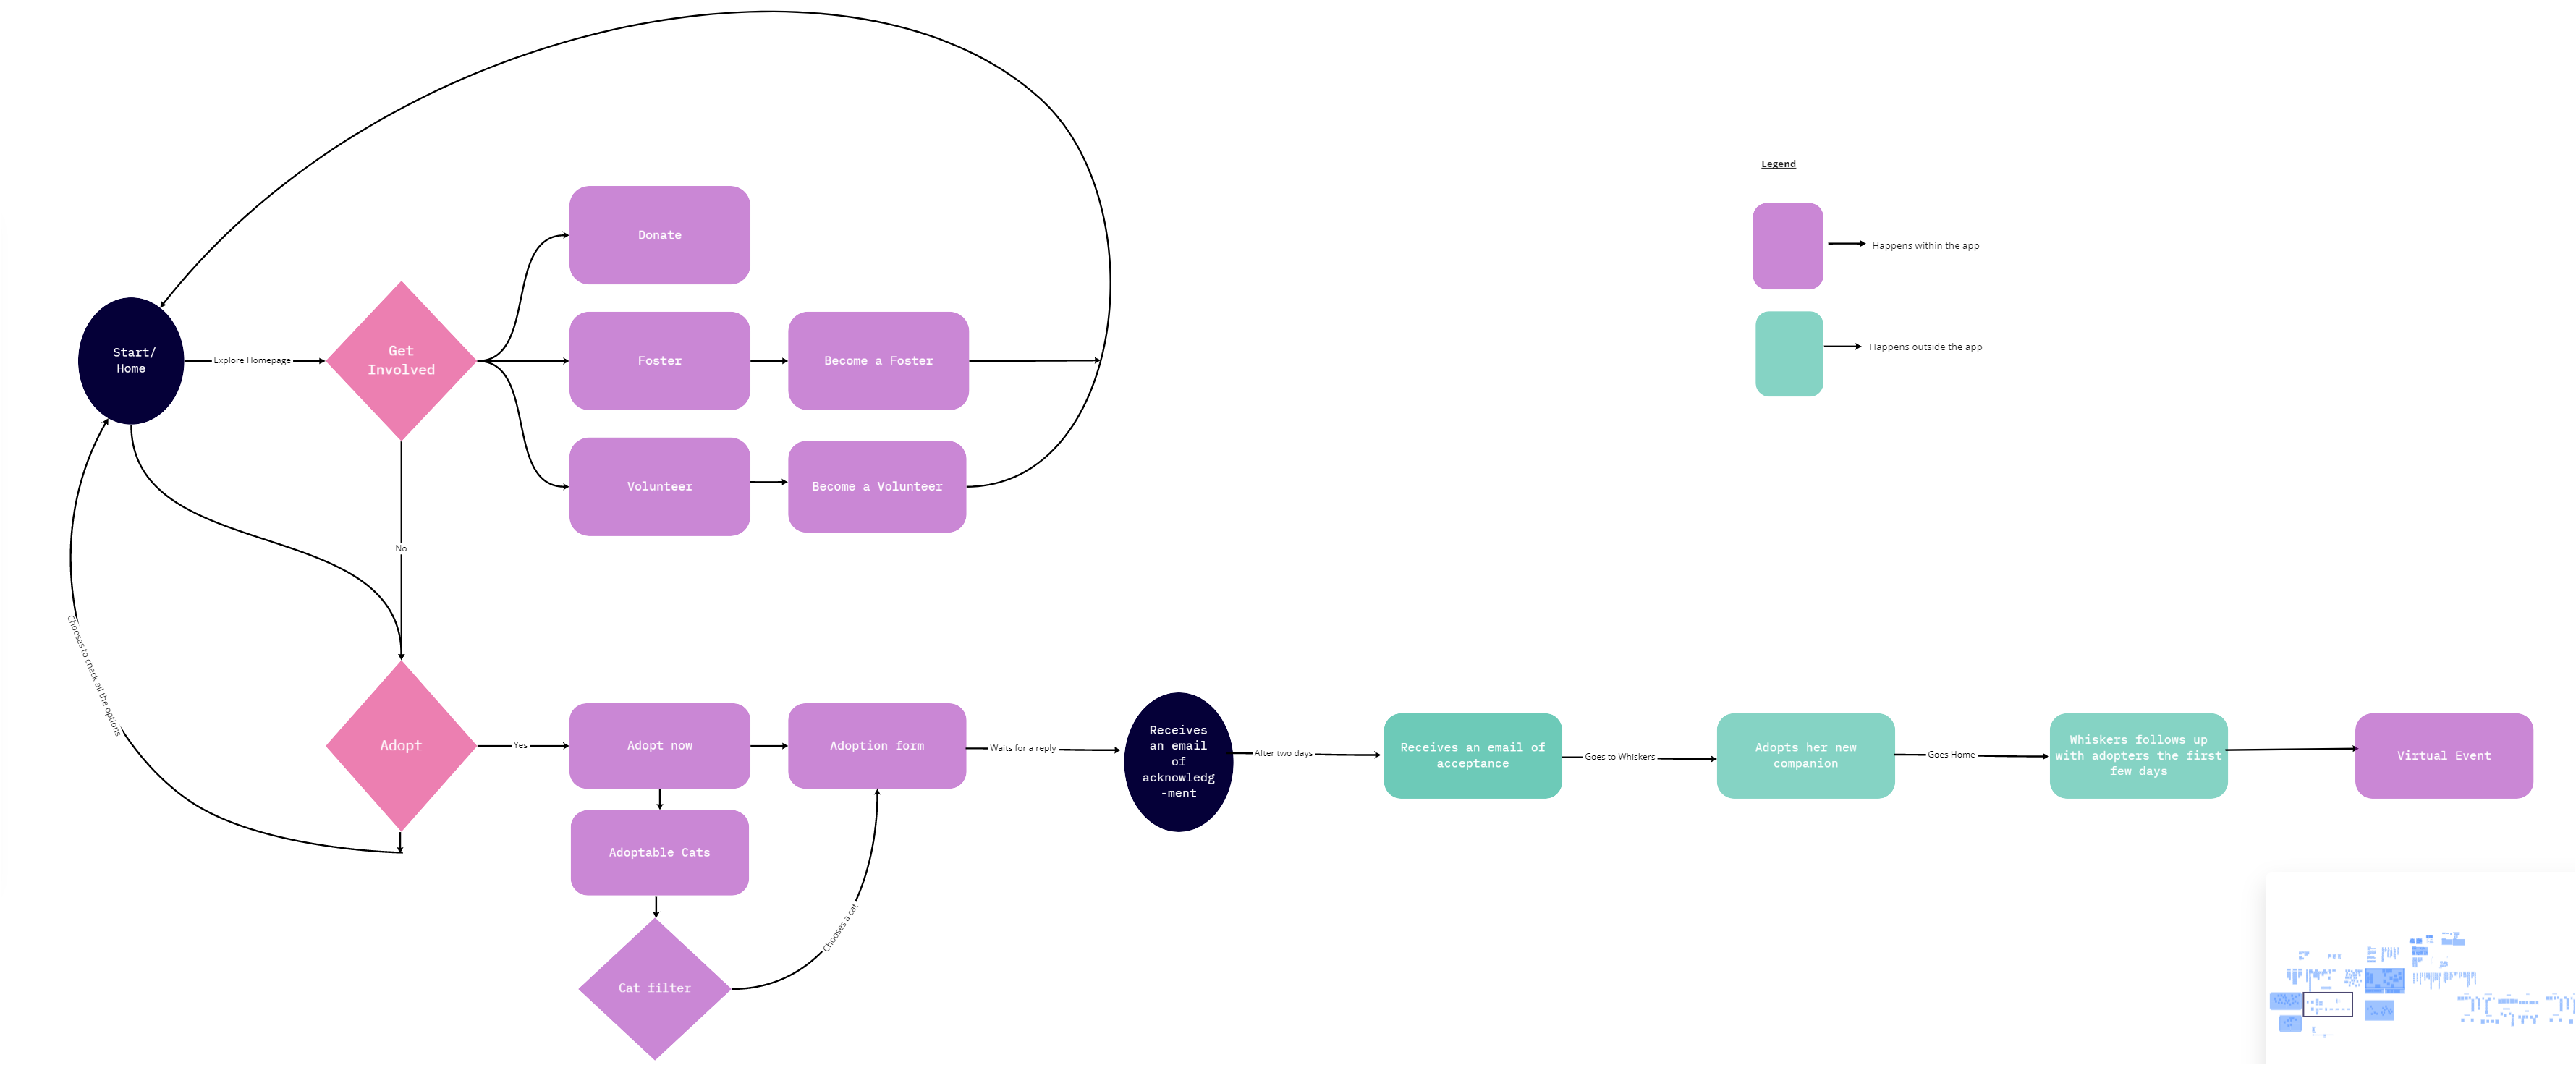 Legend
Donate
Happens within the app
Start/
Home
Explore Homepage
Get
Involved
Foster
Become a Foster
Happens outside the app
Volunteer
Become a Volunteer
No
Chooses to check all the options
Adopt
Yes
Adopt now
Adoption form
Waits for a reply
Receives
an email
of
acknowledg
-ment
After two days
Receives an email of
acceptance
Goes to Whiskers
Adopts her new
companion
Goes Home
Whiskers follows up
with adopters the first
few days
Virtual Event
Adoptable Cats
Chooses a cat
Cat filter